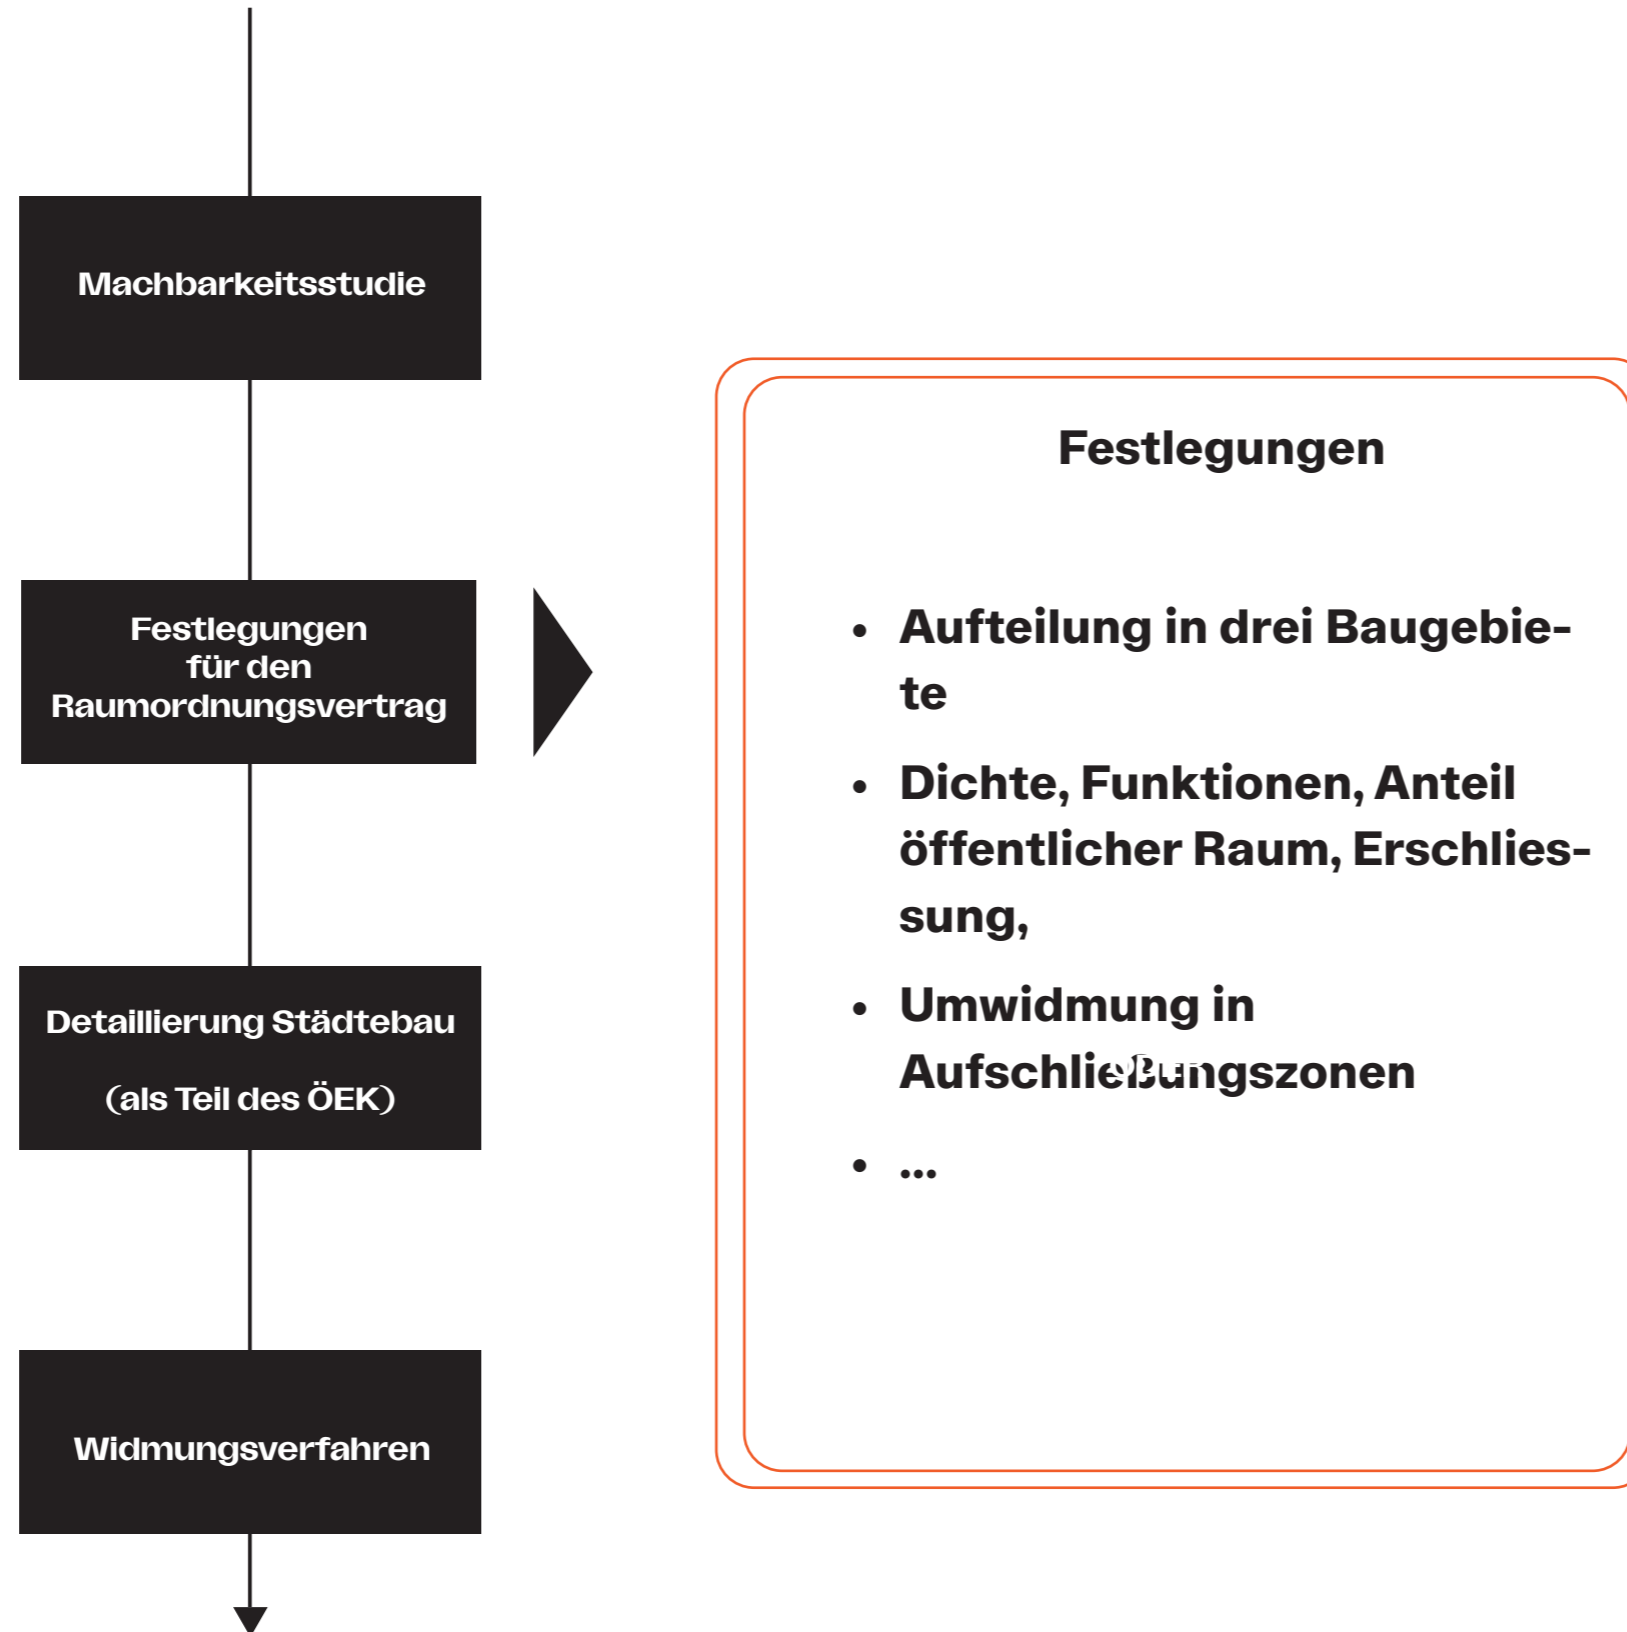 Machbarkeitsstudie
Festlegungen
für den
Raumordnungsvertrag
Detaillierung Städtebau
(als Teil des ÖEK)
Widmungsverfahren
Festlegungen
• Aufteilung in drei Baugebie-
te
• Dichte, Funktionen, Anteil
öffentlicher Raum, Erschlies-
sung,
• Umwidmung in
Aufschließungszonen
• ...